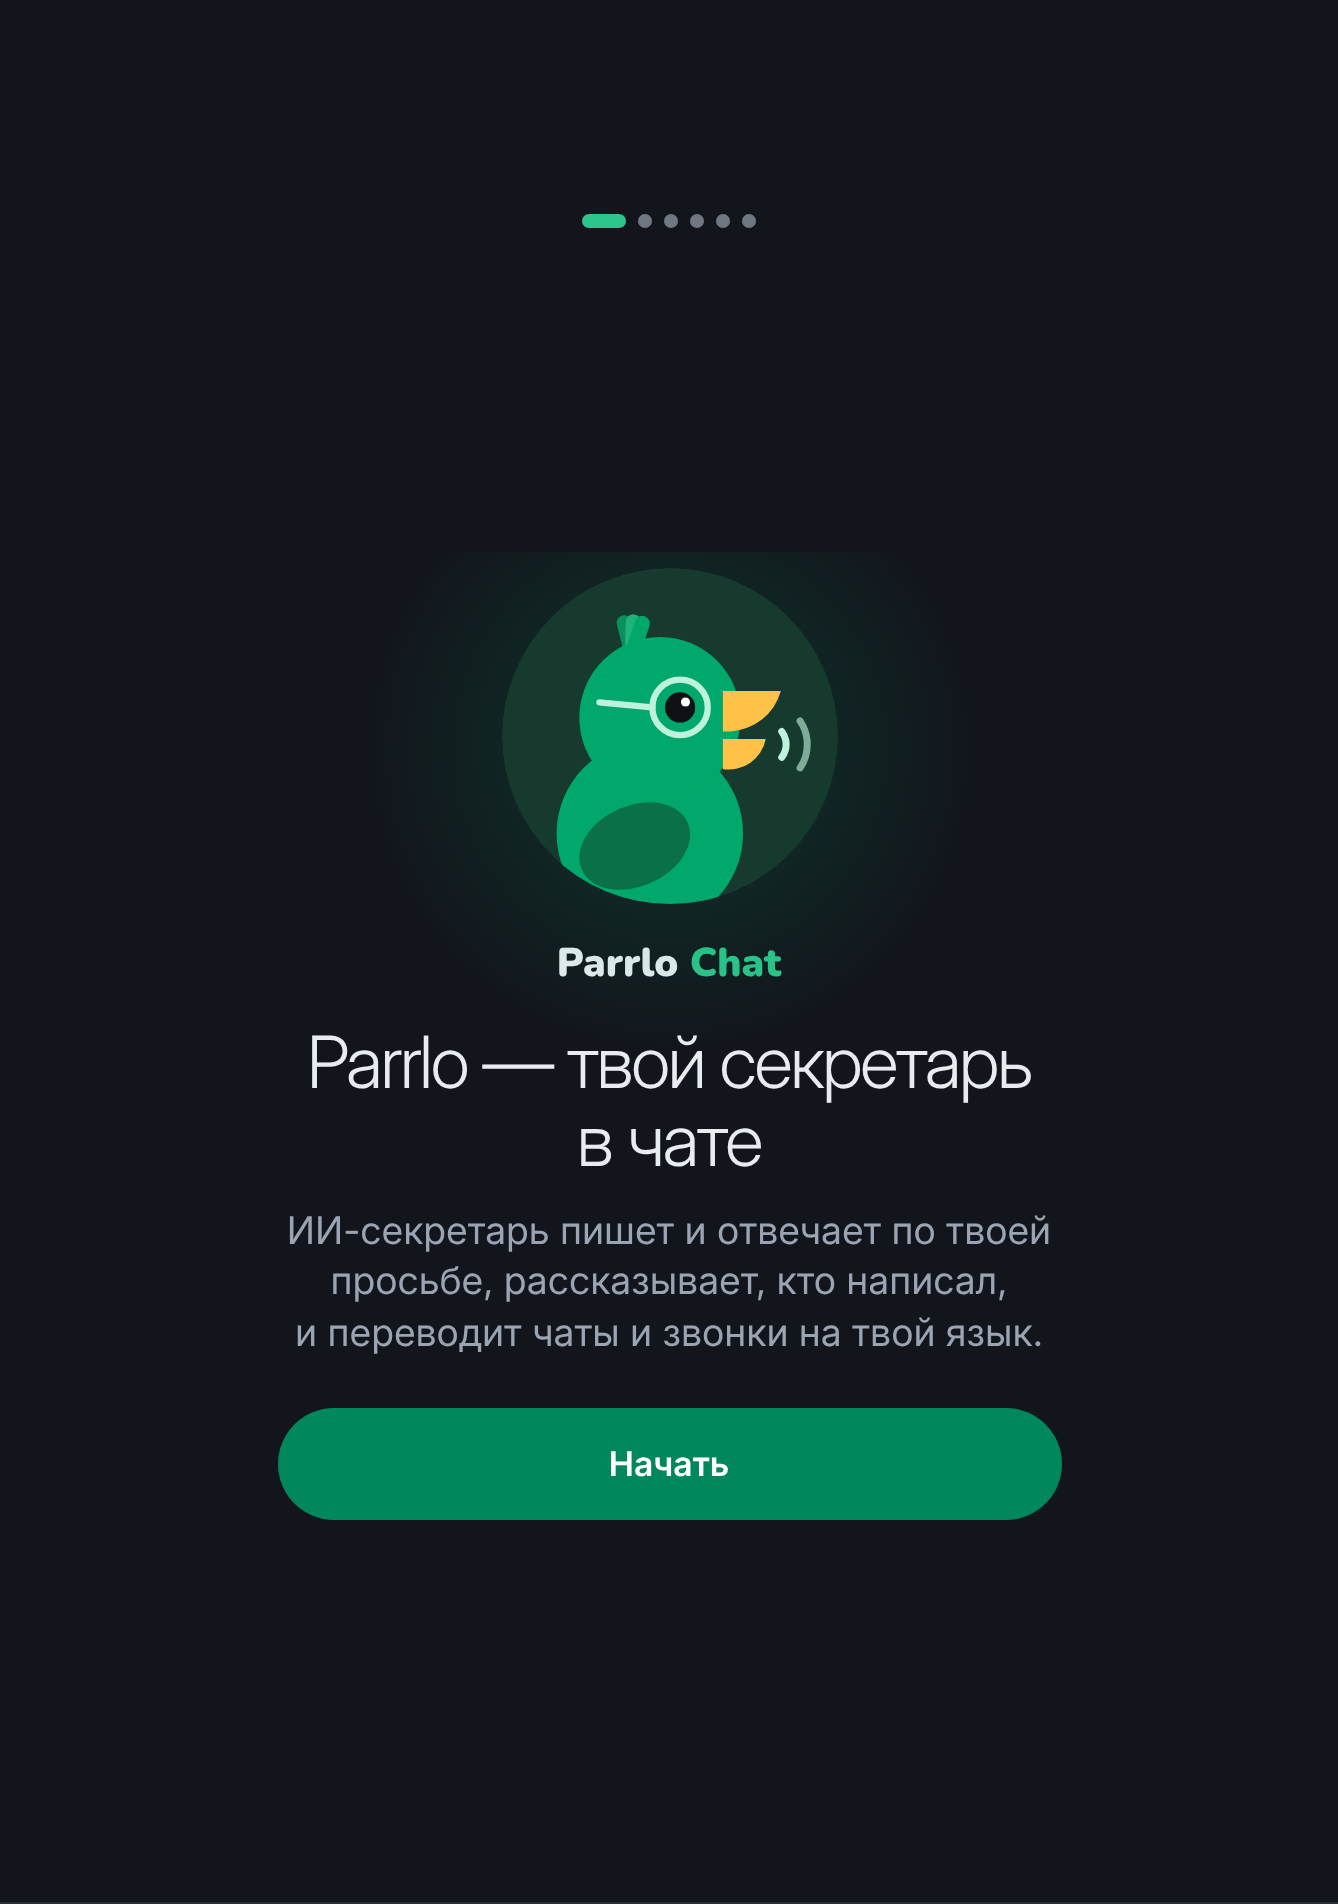 Parrlo Chat
Parrlo — твой секретарь
в чате
ИИ-секретарь пишет и отвечает по твоей
просьбе, рассказывает, кто написал,
и переводит чаты и звонки на твой язык.
Начать